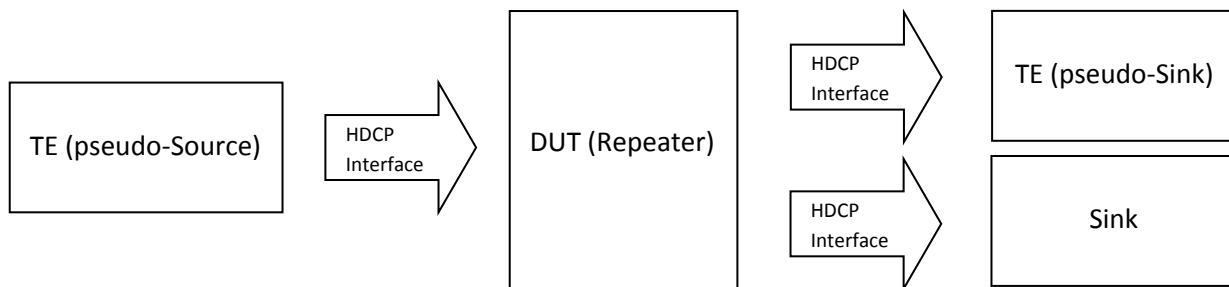 TE (pseudo-Source)
HDCP
Interface
DUT (Repeater)
HDCP
Interface
TE (pseudo-Sink)
HDCP
Interface
Sink